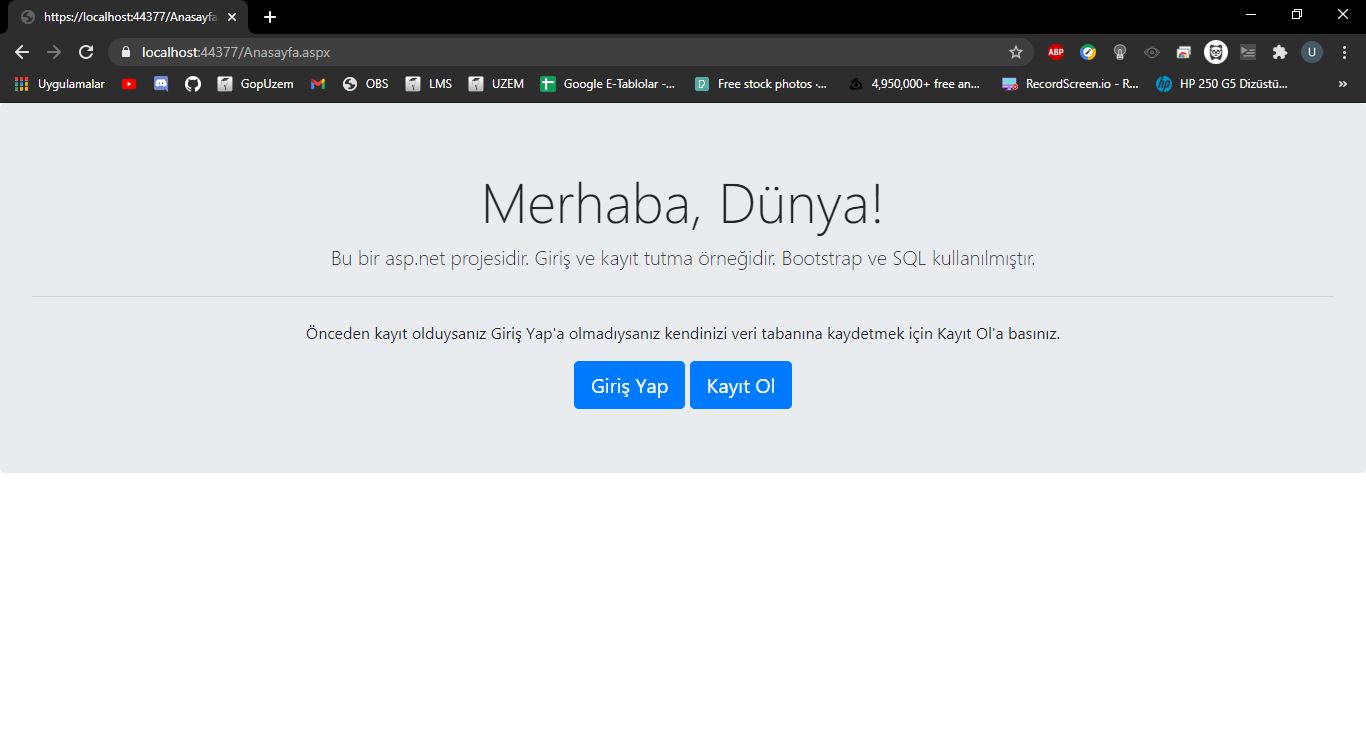 https://localhost:44377/Anasayfa
localhost:44377/Anasayfa.aspx
ABP
U
Uygulamalar GopUzem OBS LMS UZEM Google E-Tablolar -... Free stock photos ·... 4,950,000+ free an... RecordScreen.io - R... HP 250 G5 Dizüstü... »
Merhaba, Dünya!
Bu bir asp.net projesidir. Giriş ve kayıt tutma örneğidir. Bootstrap ve SQL kullanılmıştır.
Önceden kayıt olduysanız Giriş Yap'a olmadıysanız kendinizi veri tabanına kaydetmek için Kayıt Ol'a basınız.
Giriş Yap Kayıt Ol